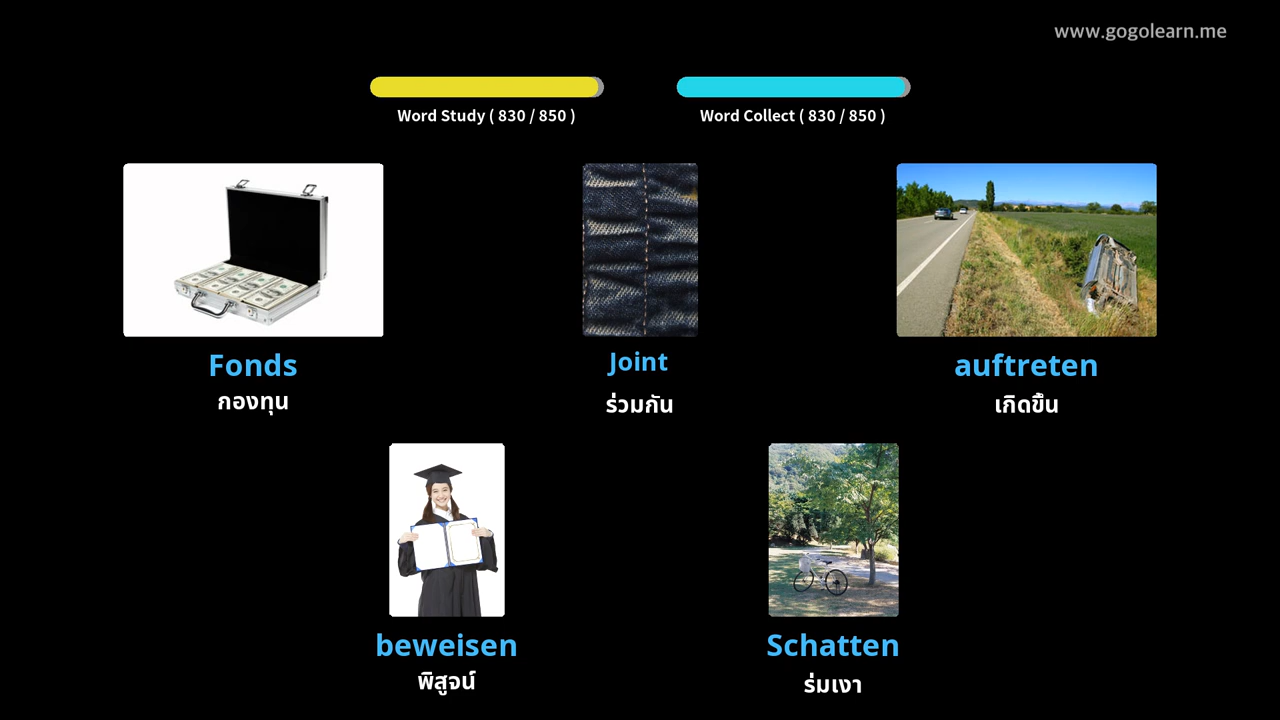 www.gogolearn.me
Word Study ( 830 / 850 )
Word Collect ( 830 / 850 )
Fonds
กองทุน
Joint
ร่วมกัน
auftreten
เกิดขึ้น
beweisen
พิสูจน์
Schatten
ร่มเงา